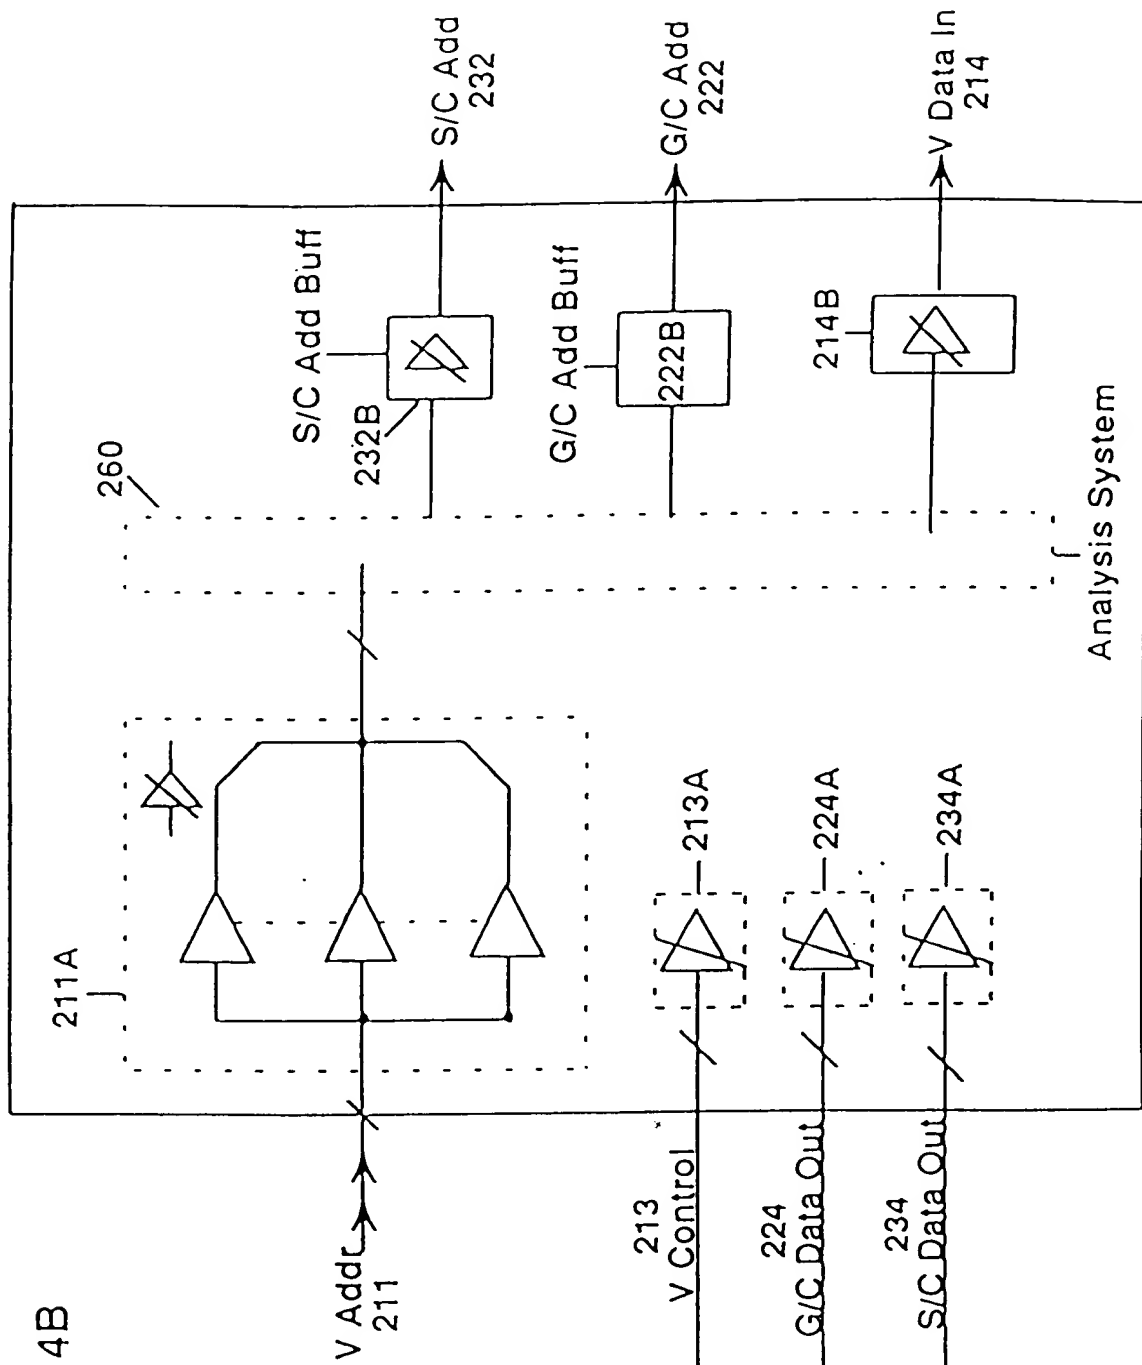 4B
V Addr
211
211A
213
V Control
213A
224
G/C Data Out
224A
234
S/C Data Out
234A
260
Analysis System
S/C Add Buff
232B
S/C Add
232
G/C Add Buff
222B
G/C Add
222
214B
V Data In
214